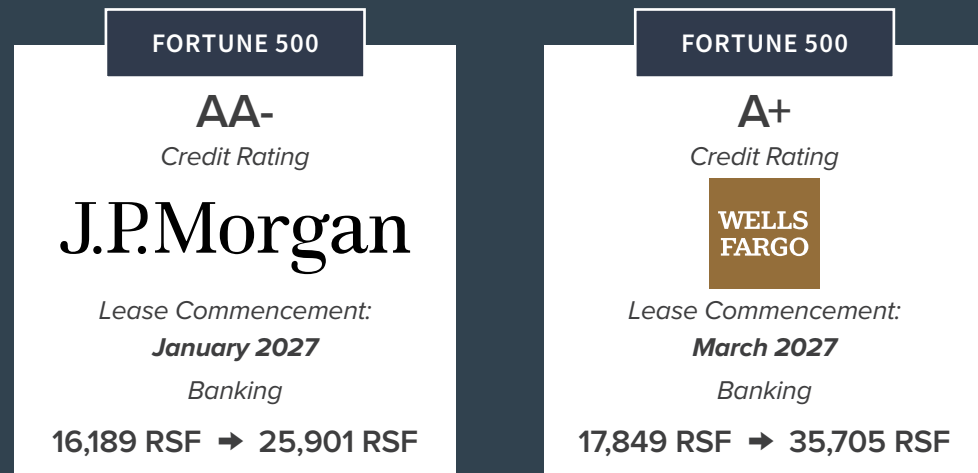 FORTUNE 500
AA-
Credit Rating
J.P.Morgan
Lease Commencement:
January 2027
Banking
16,189 RSF → 25,901 RSF
FORTUNE 500
A+
Credit Rating
WELLS
FARGO
Lease Commencement:
March 2027
Banking
17,849 RSF → 35,705 RSF